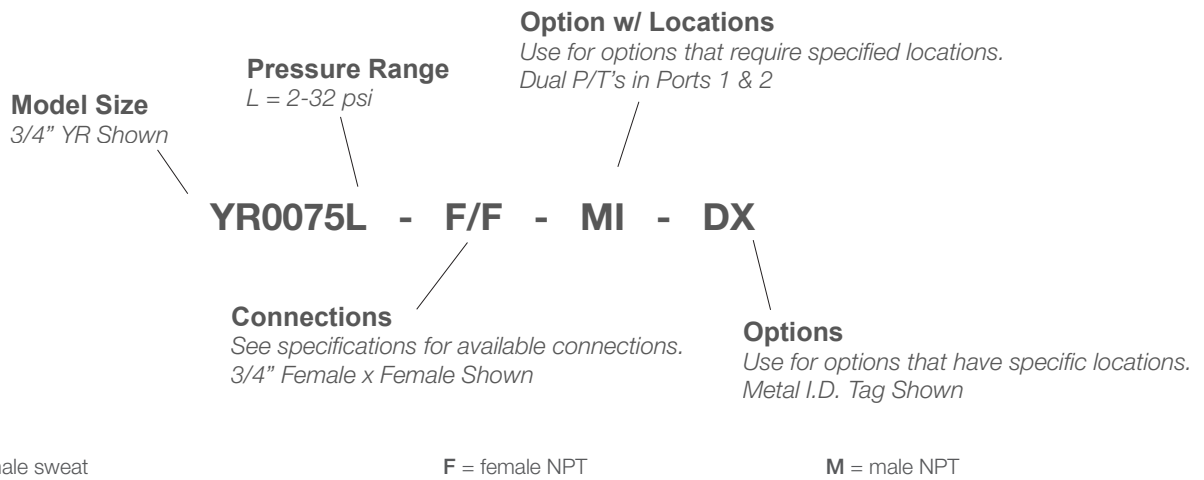 Option w/ Locations
Use for options that require specified locations.
Dual P/T's in Ports 1 & 2
Pressure Range
L = 2-32 psi
Model Size
3/4" YR Shown
YR0075L - F/F - MI - DX
Connections
See specifications for available connections.
3/4" Female x Female Shown
Options
Use for options that have specific locations.
Metal I.D. Tag Shown
sweat F = female NPT M = male NPT